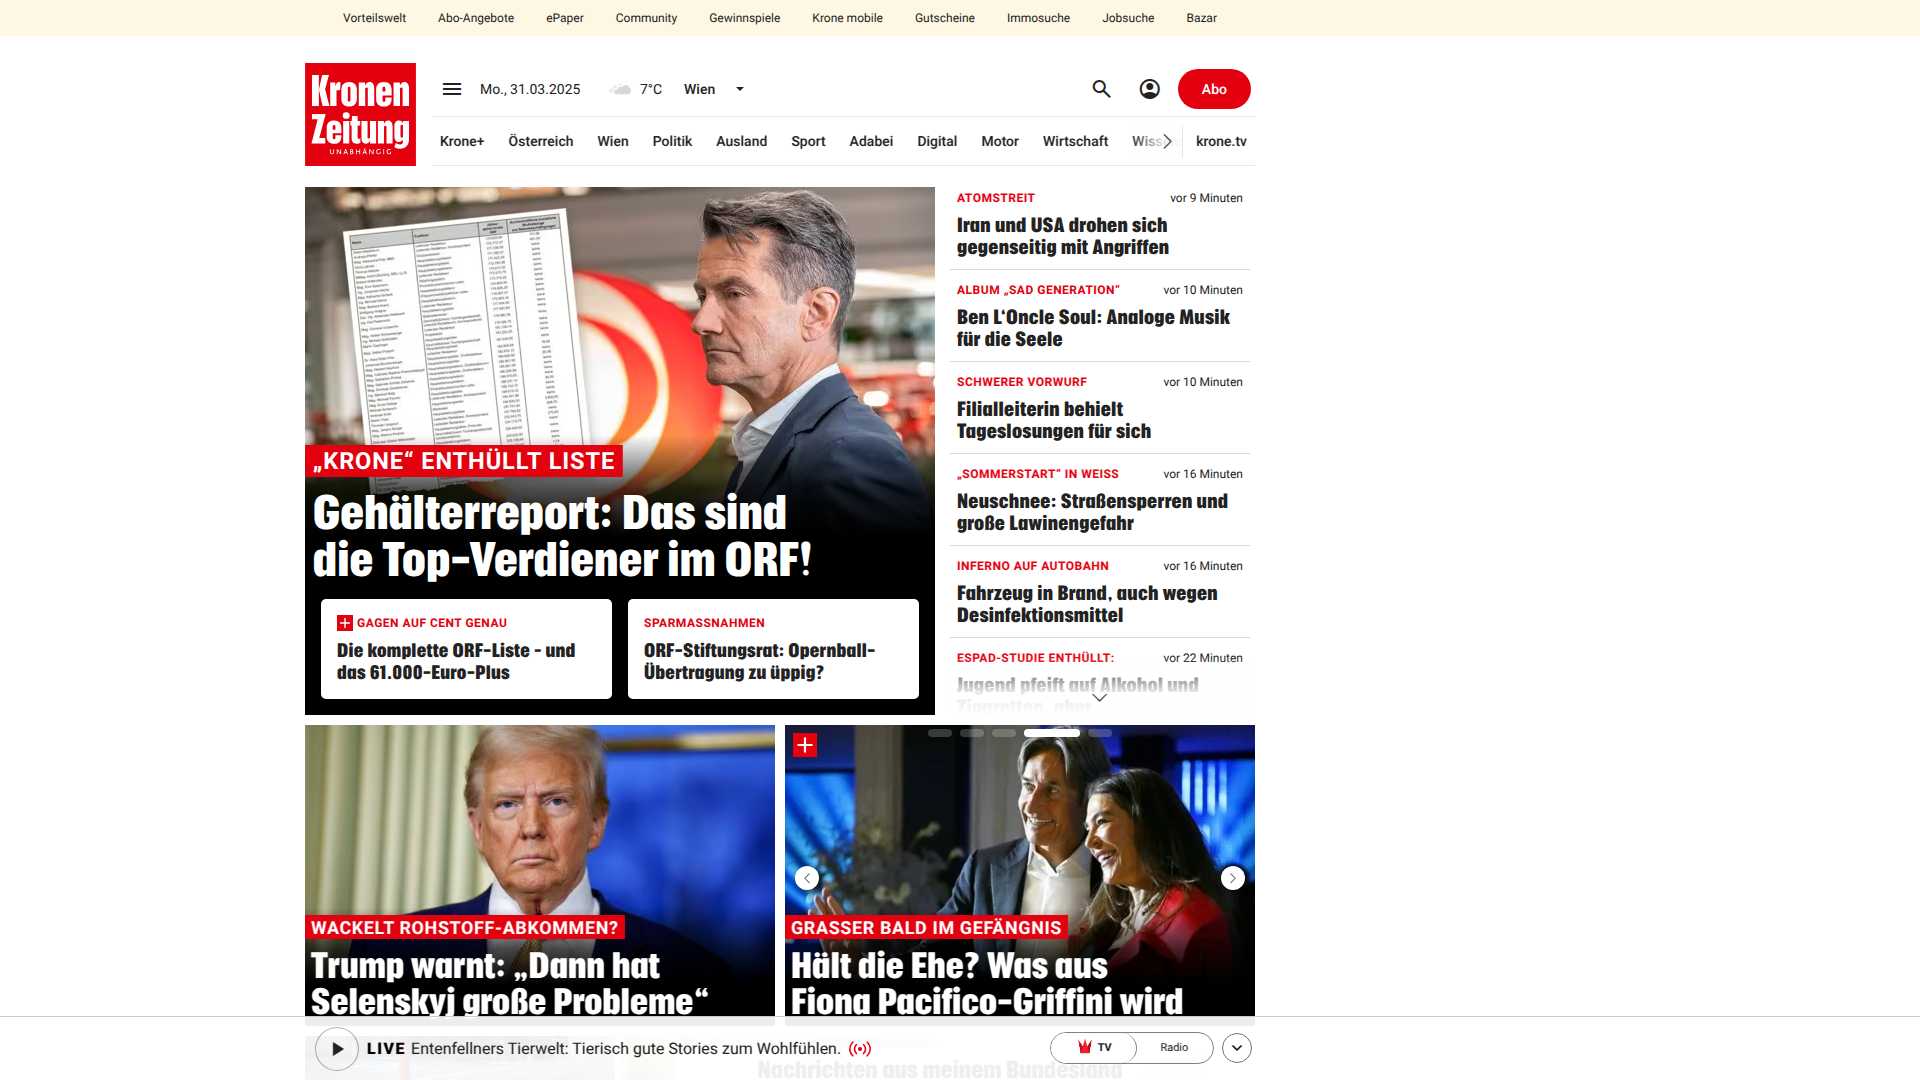 Vorteilswelt Abo-Angebote ePaper Community Gewinnspiele Krone mobile Gutscheine Immosuche Jobsuche Bazar
Kronen
Zeitung
UNABHÄNGIG
Mo., 31.03.2025 7°C Wien
Abo
Krone+ Österreich Wien Politik Ausland Sport Adabei Digital Motor Wirtschaft Wiss krone.tv
„KRONE“ ENTHÜLLT LISTE
Gehälterreport: Das sind
die Top-Verdiener im ORF!
GAGEN AUF CENT GENAU
Die komplette ORF-Liste - und
das 61.000-Euro-Plus
SPARMASSNAHMEN
ORF-Stiftungsrat: Opernball-
Übertragung zu üppig?
ATOMSTREIT vor 9 Minuten
Iran und USA drohen sich
gegenseitig mit Angriffen
ALBUM „SAD GENERATION“ vor 10 Minuten
Ben L‘Oncle Soul: Analoge Musik
für die Seele
SCHWERER VORWURF vor 10 Minuten
Filialleiterin behielt
Tageslosungen für sich
„SOMMERSTART“ IN WEISS vor 16 Minuten
Neuschnee: Straßensperren und
große Lawinengefahr
INFERNO AUF AUTOBAHN vor 16 Minuten
Fahrzeug in Brand, auch wegen
Desinfektionsmittel
ESPAD-STUDIE ENTHÜLLT: vor 22 Minuten
Jugend pfeift auf Alkohol und
Zigaretten, aber
WACKELT ROHSTOFF-ABKOMMEN?
Trump warnt: „Dann hat
Selenskyj große Probleme“
GRASSER BALD IM GEFÄNGNIS
Hält die Ehe? Was aus
Fiona Pacifico-Griffini wird
LIVE Entenfellners Tierwelt: Tierisch gute Stories zum Wohlfühlen.
TV Radio
Nachrichten aus meinem Bundesland